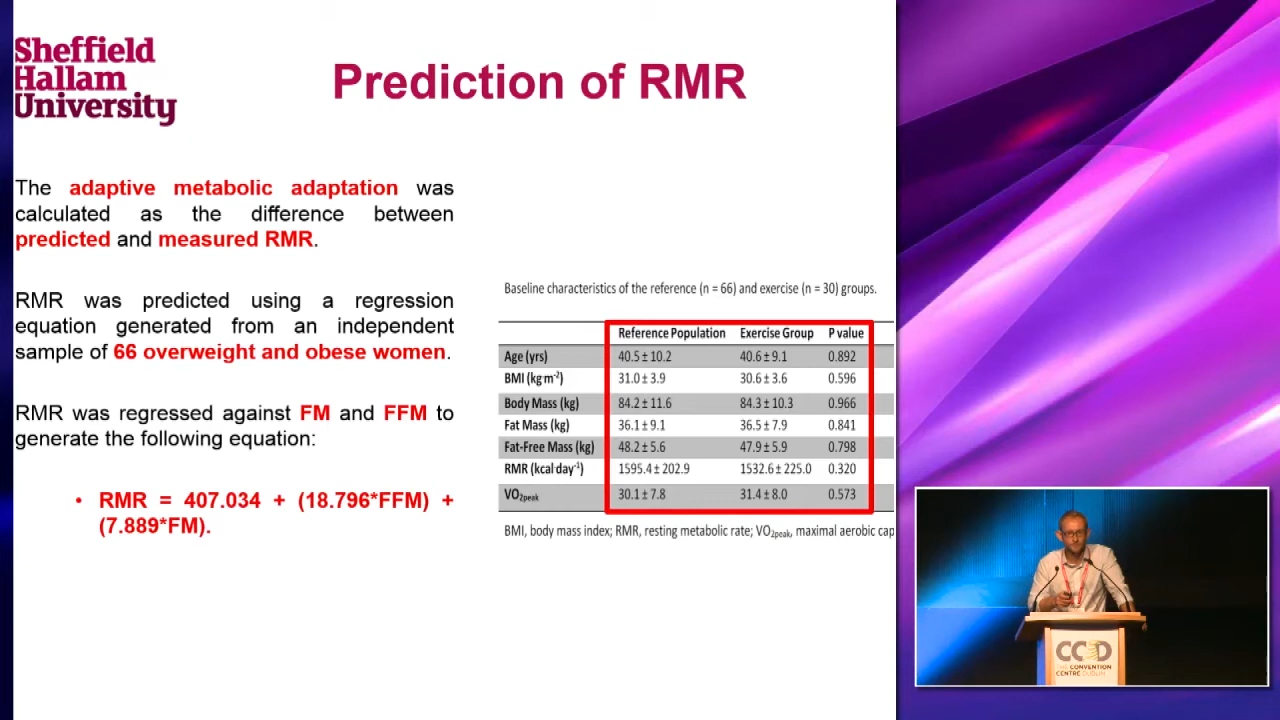 Sheffield
Hallam
University
Prediction of RMR
The adaptive metabolic adaptation was
calculated as the difference between
predicted and measured RMR.
RMR was predicted using a regression
equation generated from an independent
sample of 66 overweight and obese women.
RMR was regressed against FM and FFM to
generate the following equation:
• RMR = 407.034 + (18.796*FFM) +
(7.889*FM).
Baseline characteristics of the reference (n = 66) and exercise (n = 30) groups.
Reference Population Exercise Group P value
Age (yrs) 40.5 ± 10.2 40.6 ± 9.1 0.892
BMI (kg·m⁻²) 31.0 ± 3.9 30.6 ± 3.6 0.596
Body Mass (kg) 84.2 ± 11.6 84.3 ± 10.3 0.966
Fat Mass (kg) 36.1 ± 9.1 36.5 ± 7.9 0.841
Fat-Free Mass (kg) 48.2 ± 5.6 47.9 ± 5.9 0.798
RMR (kcal·day⁻¹) 1595.4 ± 202.9 1532.6 ± 225.0 0.320
VO₂peak 30.1 ± 7.8 31.4 ± 8.0 0.573
BMI, body mass index; RMR, resting metabolic rate; VO₂peak, maximal aerobic cap
CCD
THE CONVENTION
CENTRE DUBLIN